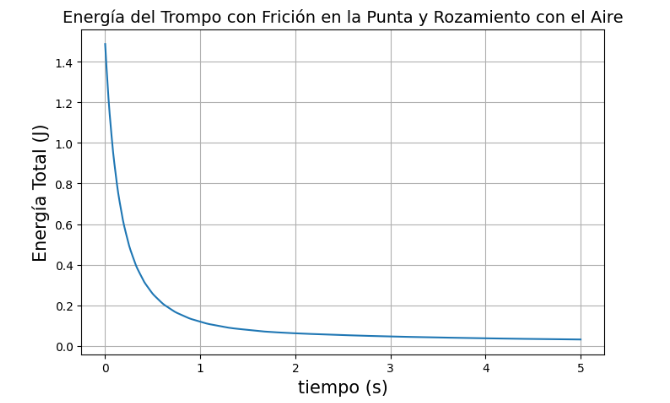 Energía del Trompo con Frición en la Punta y Rozamiento con el Aire
Energía Total (J)
1.4
1.2
1.0
0.8
0.6
0.4
0.2
0.0
0 1 2 3 4 5
tiempo (s)